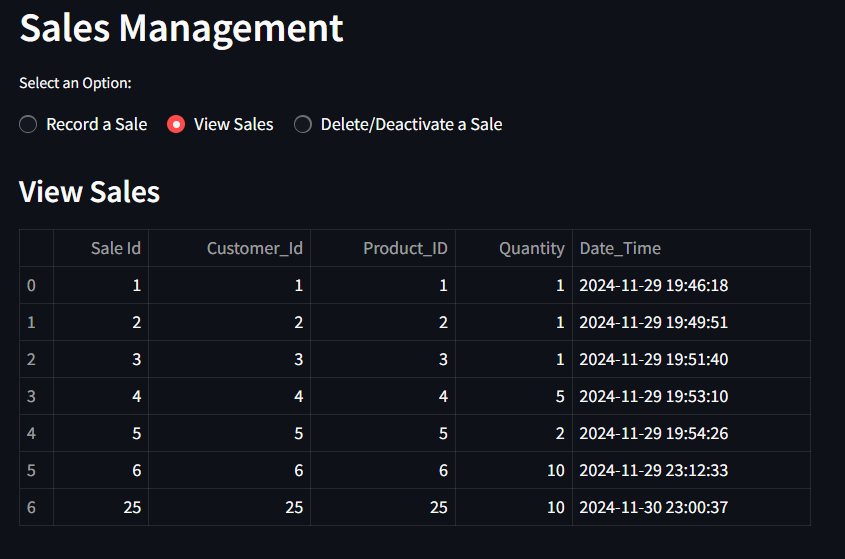 Sales Management
Select an Option:
Record a Sale View Sales Delete/Deactivate a Sale
View Sales
Sale Id Customer_Id Product_ID Quantity Date_Time
0 1 1 1 1 2024-11-29 19:46:18
1 2 2 2 1 2024-11-29 19:49:51
2 3 3 3 1 2024-11-29 19:51:40
3 4 4 4 5 2024-11-29 19:53:10
4 5 5 5 2 2024-11-29 19:54:26
5 6 6 6 10 2024-11-29 23:12:33
6 25 25 25 10 2024-11-30 23:00:37